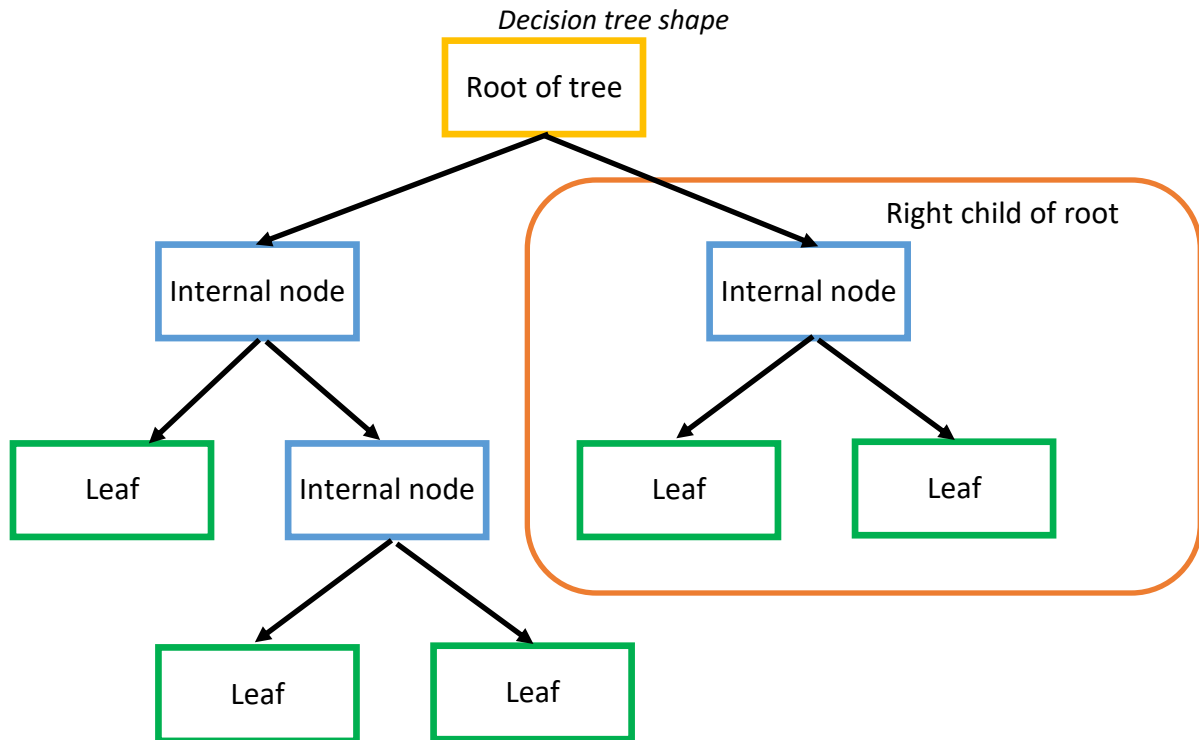 Decision tree shape
Root of tree
Right child of root
Internal node
Internal node
Leaf
Internal node
Leaf
Leaf
Leaf
Leaf